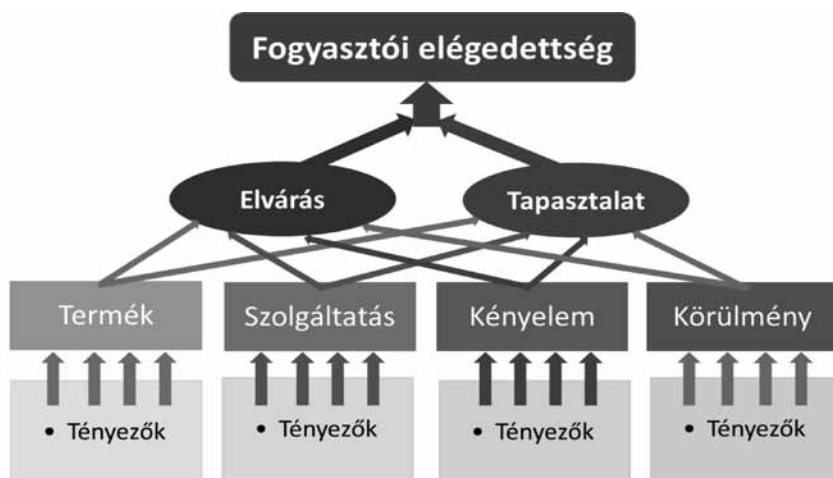 Fogyasztói elégedettség
Elvárás
Tapasztalat
Termék
Szolgáltatás
Kényelem
Körülmény
• Tényezők
• Tényezők
• Tényezők
• Tényezők